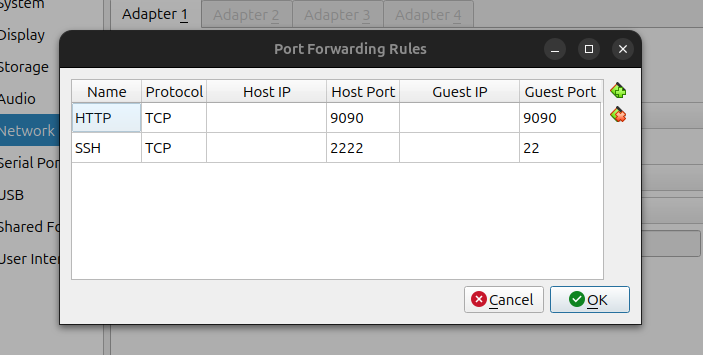 System
Adapter 1 Adapter 2 Adapter 3 Adapter 4
Display
Port Forwarding Rules
Storage
Name Protocol Host IP Host Port Guest IP Guest Port
Audio
HTTP TCP 9090 9090
Network
SSH TCP 2222 22
Serial Por
USB
Shared Fo
User Inter
Cancel OK